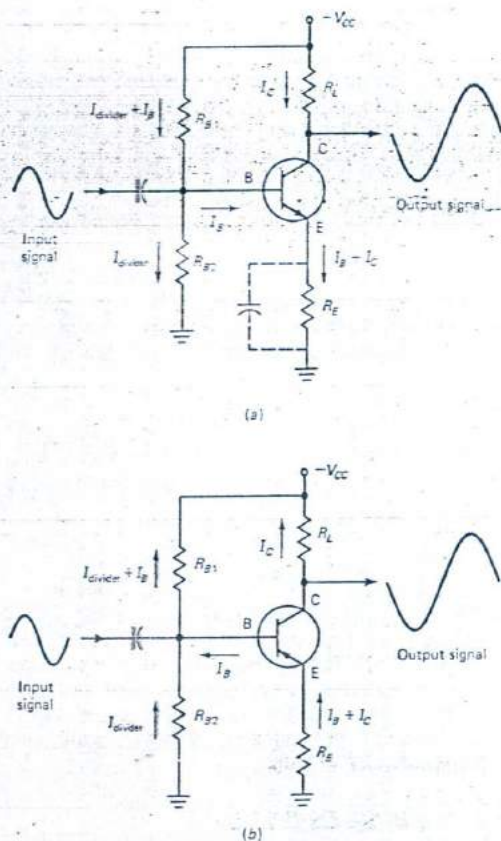 -V_CC
I_C
R_L
I_divider + I_B
R_B1
C
B
Output signal
Input
signal
I_B
E
I_divider
R_B2
I_B - I_C
R_E
(a)
-V_CC
I_C
R_L
I_divider + I_B
R_B1
C
B
Output signal
Input
signal
I_B
E
I_divider
R_B2
I_B + I_C
R_E
(b)